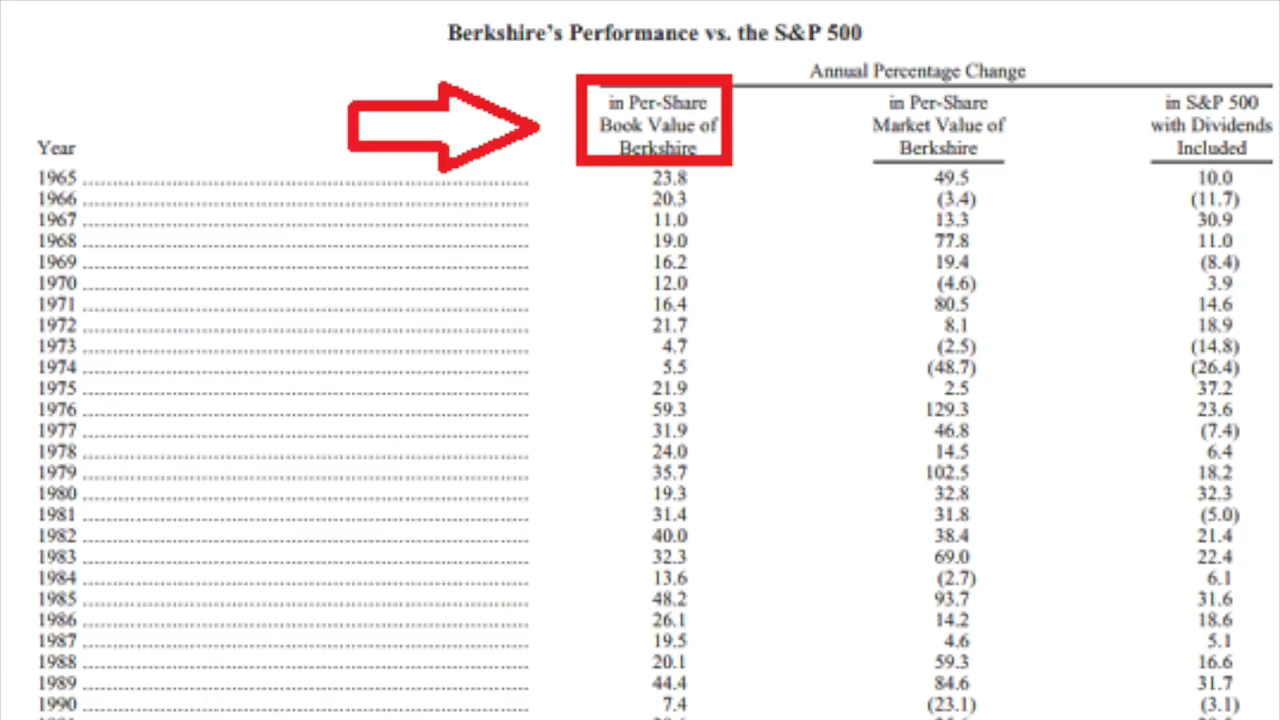 Berkshire’s Performance vs. the S&P 500
Annual Percentage Change
in Per-Share in Per-Share in S&P 500
Book Value of Market Value of with Dividends
Year Berkshire Berkshire Included
1965 ........ 23.8 49.5 10.0
1966 ........ 20.3 (3.4) (11.7)
1967 ........ 11.0 13.3 30.9
1968 ........ 19.0 77.8 11.0
1969 ........ 16.2 19.4 (8.4)
1970 ........ 12.0 (4.6) 3.9
1971 ........ 16.4 80.5 14.6
1972 ........ 21.7 8.1 18.9
1973 ........ 4.7 (2.5) (14.8)
1974 ........ 5.5 (48.7) (26.4)
1975 ........ 21.9 2.5 37.2
1976 ........ 59.3 129.3 23.6
1977 ........ 31.9 46.8 (7.4)
1978 ........ 24.0 14.5 6.4
1979 ........ 35.7 102.5 18.2
1980 ........ 19.3 32.8 32.3
1981 ........ 31.4 31.8 (5.0)
1982 ........ 40.0 38.4 21.4
1983 ........ 32.3 69.0 22.4
1984 ........ 13.6 (2.7) 6.1
1985 ........ 48.2 93.7 31.6
1986 ........ 26.1 14.2 18.6
1987 ........ 19.5 4.6 5.1
1988 ........ 20.1 59.3 16.6
1989 ........ 44.4 84.6 31.7
1990 ........ 7.4 (23.1) (3.1)